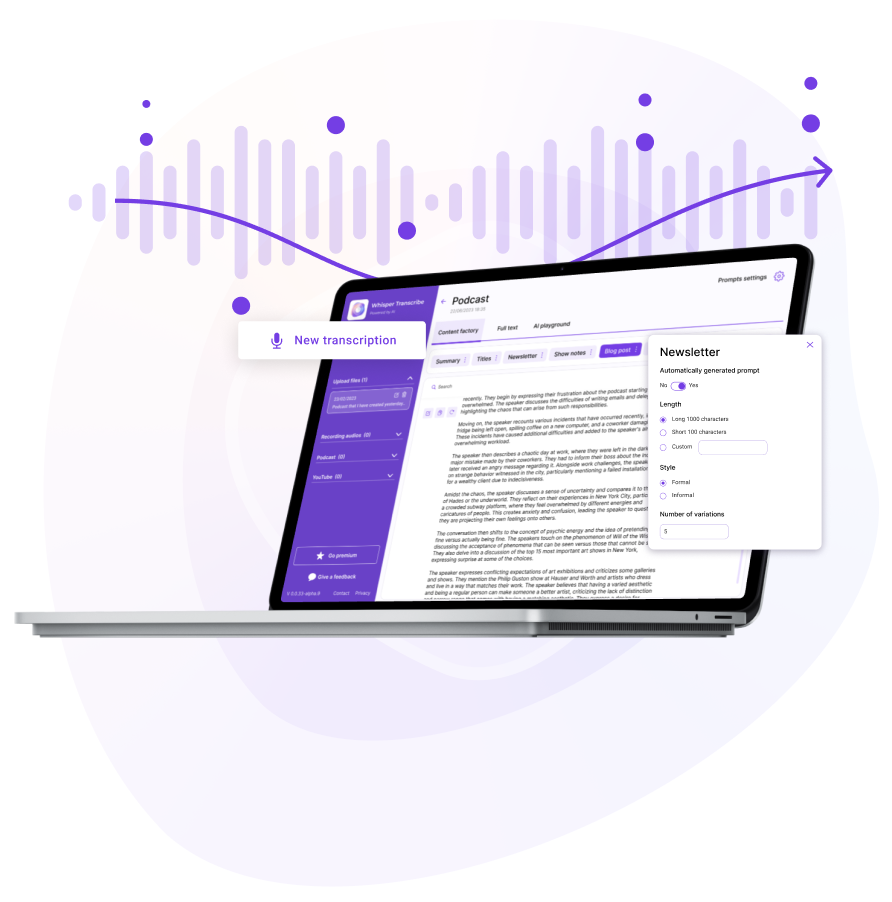 Prompts settings
Whisper Transcribe
Powered by AI
Podcast
23/08/2023 18:25
Content factory
Full text
AI playground
New transcription
Summary
Titles
Newsletter
Show notes
Blog post
Search
Upload files (1)
Podcast that I have created yesterday,
Recording audios (0)
Podcast (0)
YouTube (0)
Go premium
Give a feedback
Contact
Privacy
recently. They begin by expressing their frustration about the podcast starting
overwhelmed. The speaker discusses the difficulties of writing emails and
highlighting the chaos that can arise from such responsibilities.
Moving on, the speaker recounts various incidents that have occurred recently,
fridge being left open, spilling coffee on a new computer, and a coworker
These incidents have caused additional difficulties and added to the speaker's
overwhelming workload.
The speaker then describes a chaotic day at work, where they were left in the
major mistake made by their coworkers. They had to inform their boss about the
later received an angry message regarding it. Alongside work challenges, the
on strange behavior witnessed in the city, particularly mentioning a failed
for a wealthy client due to indecisiveness.
Amidst the chaos, the speaker discusses a sense of uncertainty and compares it to
of Hades or the underworld. They reflect on their experiences in New York City,
a crowded subway platform, where they feel overwhelmed by different energies and
caricatures of people. This creates anxiety and confusion, leading the speaker to
they are projecting their own feelings onto others.
The conversation then shifts to the concept of psychic energy and the idea of pretending
fine versus actually being fine. The speakers touch on the phenomenon of Will of the
discussing the acceptance of phenomena that can be seen versus those that cannot be
They also delve into a discussion of the top 15 most important art shows in New York,
expressing surprise at some of the choices.
The speaker expresses conflicting expectations of art exhibitions and criticizes some galleries
and shows. They mention the Philip Guston show at Hauser and Wirth and artists who dress
and live in a way that matches their work. The speaker believes that having a varied aesthetic
and being a regular person can make someone a better artist, criticizing the lack of distinction
Newsletter
Automatically generated prompt
No
Yes
Length
Long 1000 characters
Short 100 characters
Custom
Style
Formal
Informal
Number of variations
5